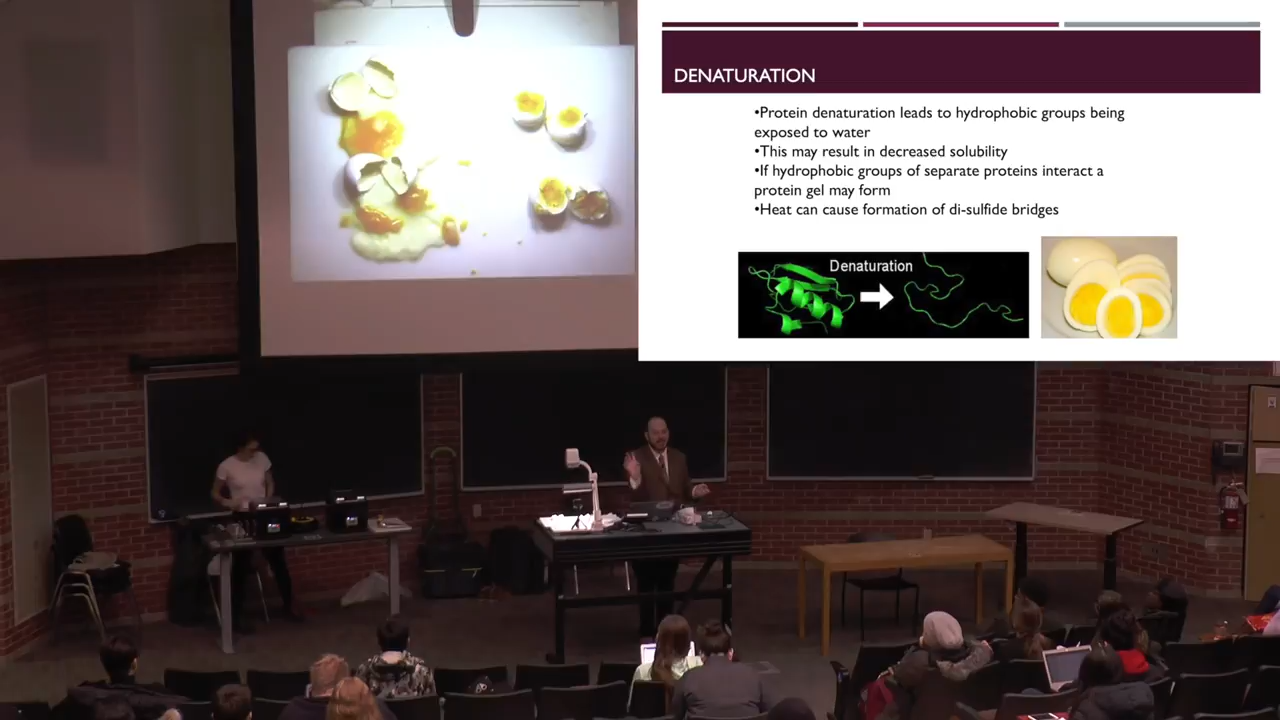 DENATURATION
•Protein denaturation leads to hydrophobic groups being
exposed to water
•This may result in decreased solubility
•If hydrophobic groups of separate proteins interact a
protein gel may form
•Heat can cause formation of di-sulfide bridges
Denaturation